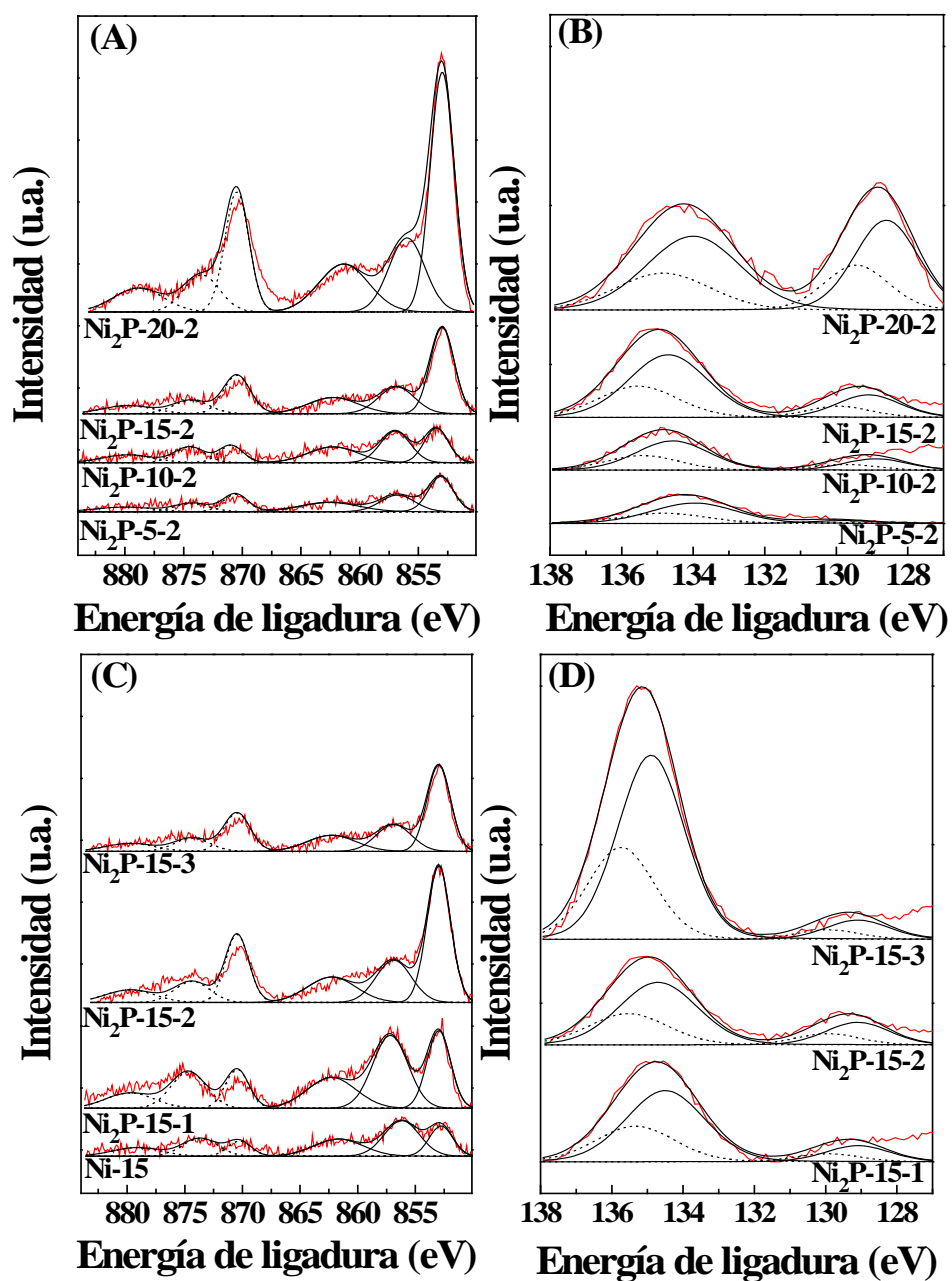 (A)
Intensidad (u.a.)
Ni₂P-20-2
Ni₂P-15-2
Ni₂P-10-2
Ni₂P-5-2
880 875 870 865 860 855
Energía de ligadura (eV)
(B)
Intensidad (u.a.)
Ni₂P-20-2
Ni₂P-15-2
Ni₂P-10-2
Ni₂P-5-2
138 136 134 132 130 128
Energía de ligadura (eV)
(C)
Intensidad (u.a.)
Ni₂P-15-3
Ni₂P-15-2
Ni₂P-15-1
Ni-15
880 875 870 865 860 855
Energía de ligadura (eV)
(D)
Intensidad (u.a.)
Ni₂P-15-3
Ni₂P-15-2
Ni₂P-15-1
138 136 134 132 130 128
Energía de ligadura (eV)